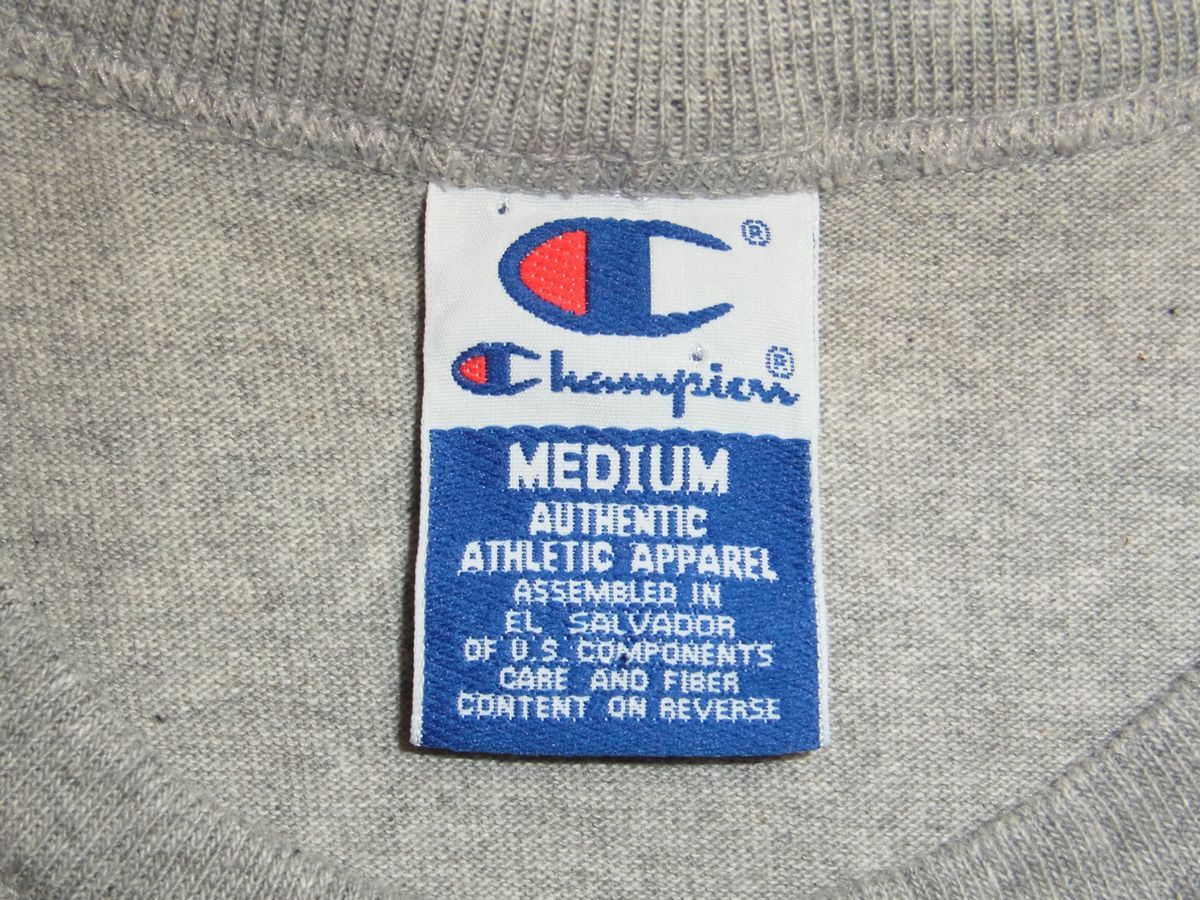 C ®
Champion ®
MEDIUM
AUTHENTIC
ATHLETIC APPAREL
ASSEMBLED IN
EL SALVADOR
OF U.S. COMPONENTS
CARE AND FIBER
CONTENT ON REVERSE